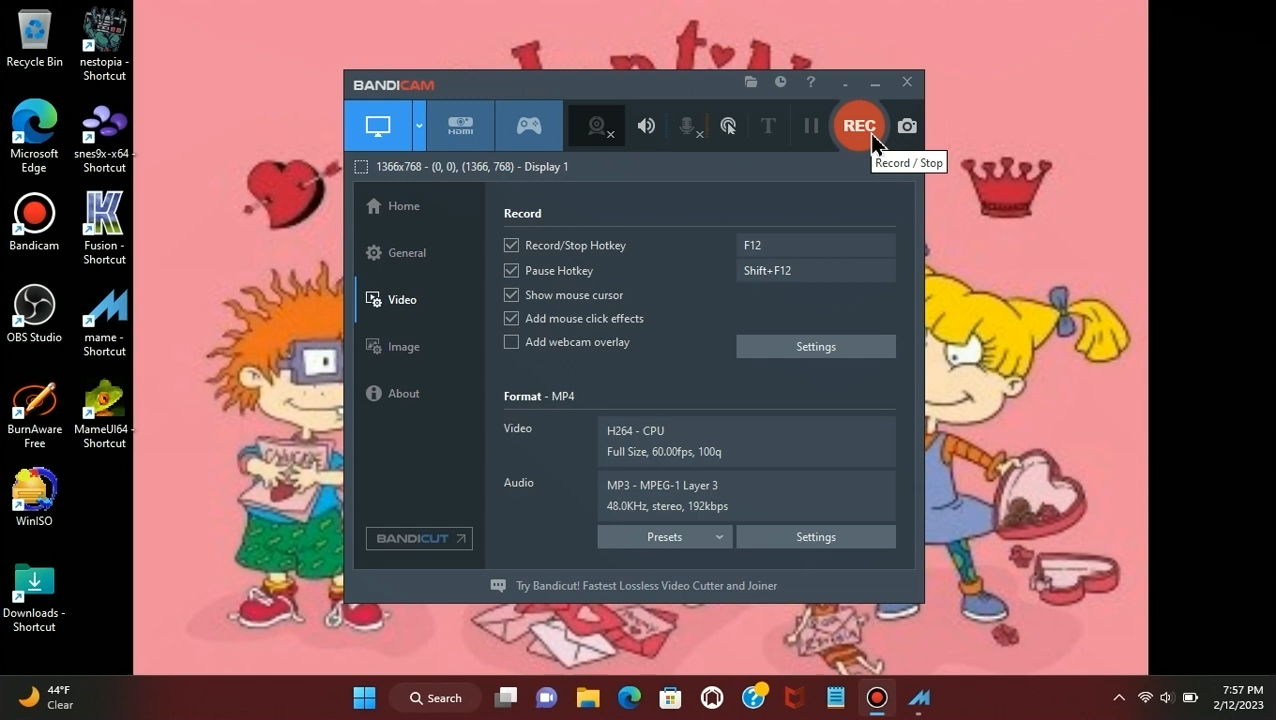 Recycle Bin
nestopia -
Shortcut
Microsoft
Edge
snes9x-x64 -
Shortcut
Bandicam
Fusion -
Shortcut
OBS Studio
mame -
Shortcut
BurnAware
Free
MameUI64 -
Shortcut
WinISO
Downloads -
Shortcut
BANDICAM
?
HDMI
T
REC
Record / Stop
1366x768 - (0, 0), (1366, 768) - Display 1
Home
General
Video
Image
About
BANDICUT
Record
Record/Stop Hotkey
F12
Pause Hotkey
Shift+F12
Show mouse cursor
Add mouse click effects
Add webcam overlay
Settings
Format - MP4
Video
H264 - CPU
Full Size, 60.00fps, 100q
Audio
MP3 - MPEG-1 Layer 3
48.0KHz, stereo, 192kbps
Presets
Settings
Try Bandicut! Fastest Lossless Video Cutter and Joiner
44°F
Clear
Search
7:57 PM
2/12/2023